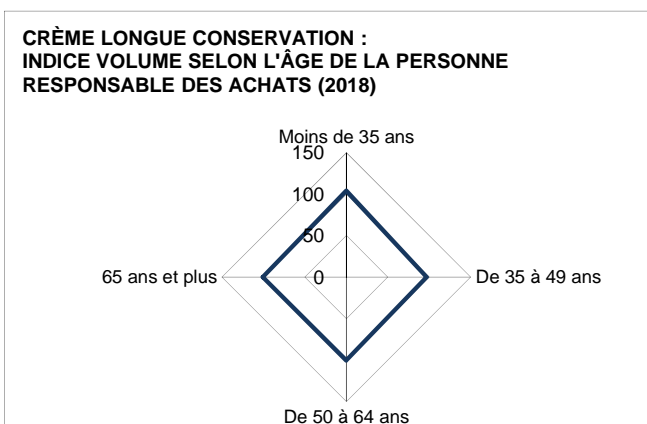 CRÈME LONGUE CONSERVATION :
INDICE VOLUME SELON L'ÂGE DE LA PERSONNE
RESPONSABLE DES ACHATS (2018)
Moins de 35 ans
150
100
50
0
65 ans et plus
De 35 à 49 ans
De 50 à 64 ans